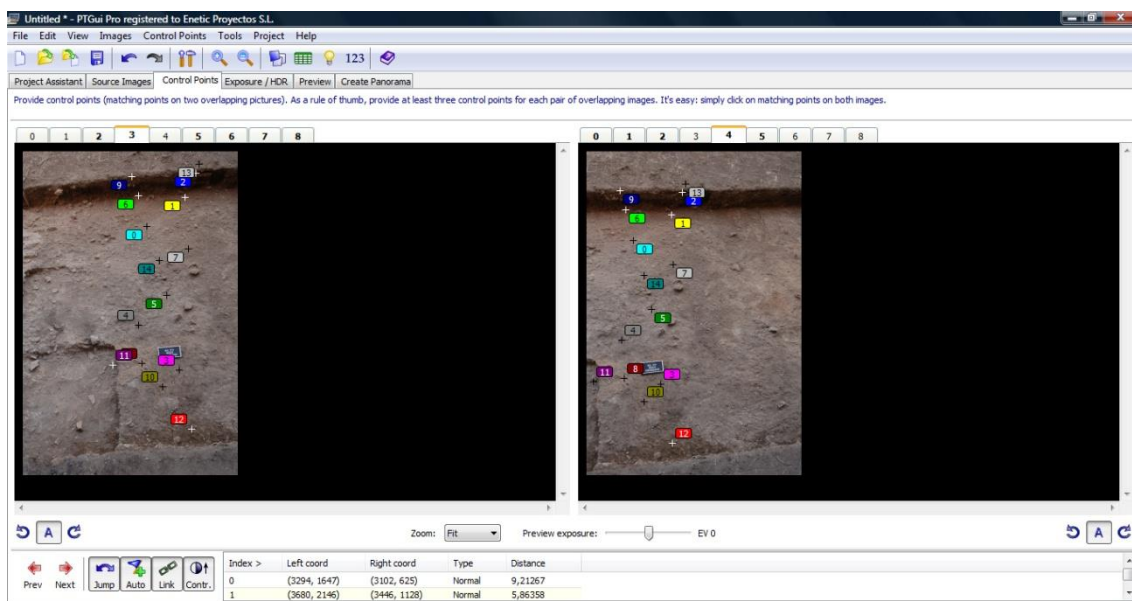 Untitled * - PTGui Pro registered to Enetic Proyectos S.L.
File Edit View Images Control Points Tools Project Help
123
Project Assistant Source Images Control Points Exposure / HDR Preview Create Panorama
Provide control points (matching points on two overlapping pictures). As a rule of thumb, provide at least three control points for each pair of overlapping images. It's easy: simply click on matching points on both images.
0 1 2 3 4 5 6 7 8 0 1 2 3 4 5 6 7 8
13
9 2
6 1
0
7
14
5
4
11
3
10
12
13
9 2
6 1
0
7
14
5
4
11 8 3
10
12
A Zoom: Fit Preview exposure: EV 0 A
Prev Next Jump Auto Link Contr.
Index > Left coord Right coord Type Distance
0 (3294, 1647) (3102, 625) Normal 9,21267
1 (3680, 2146) (3446, 1128) Normal 5,86358